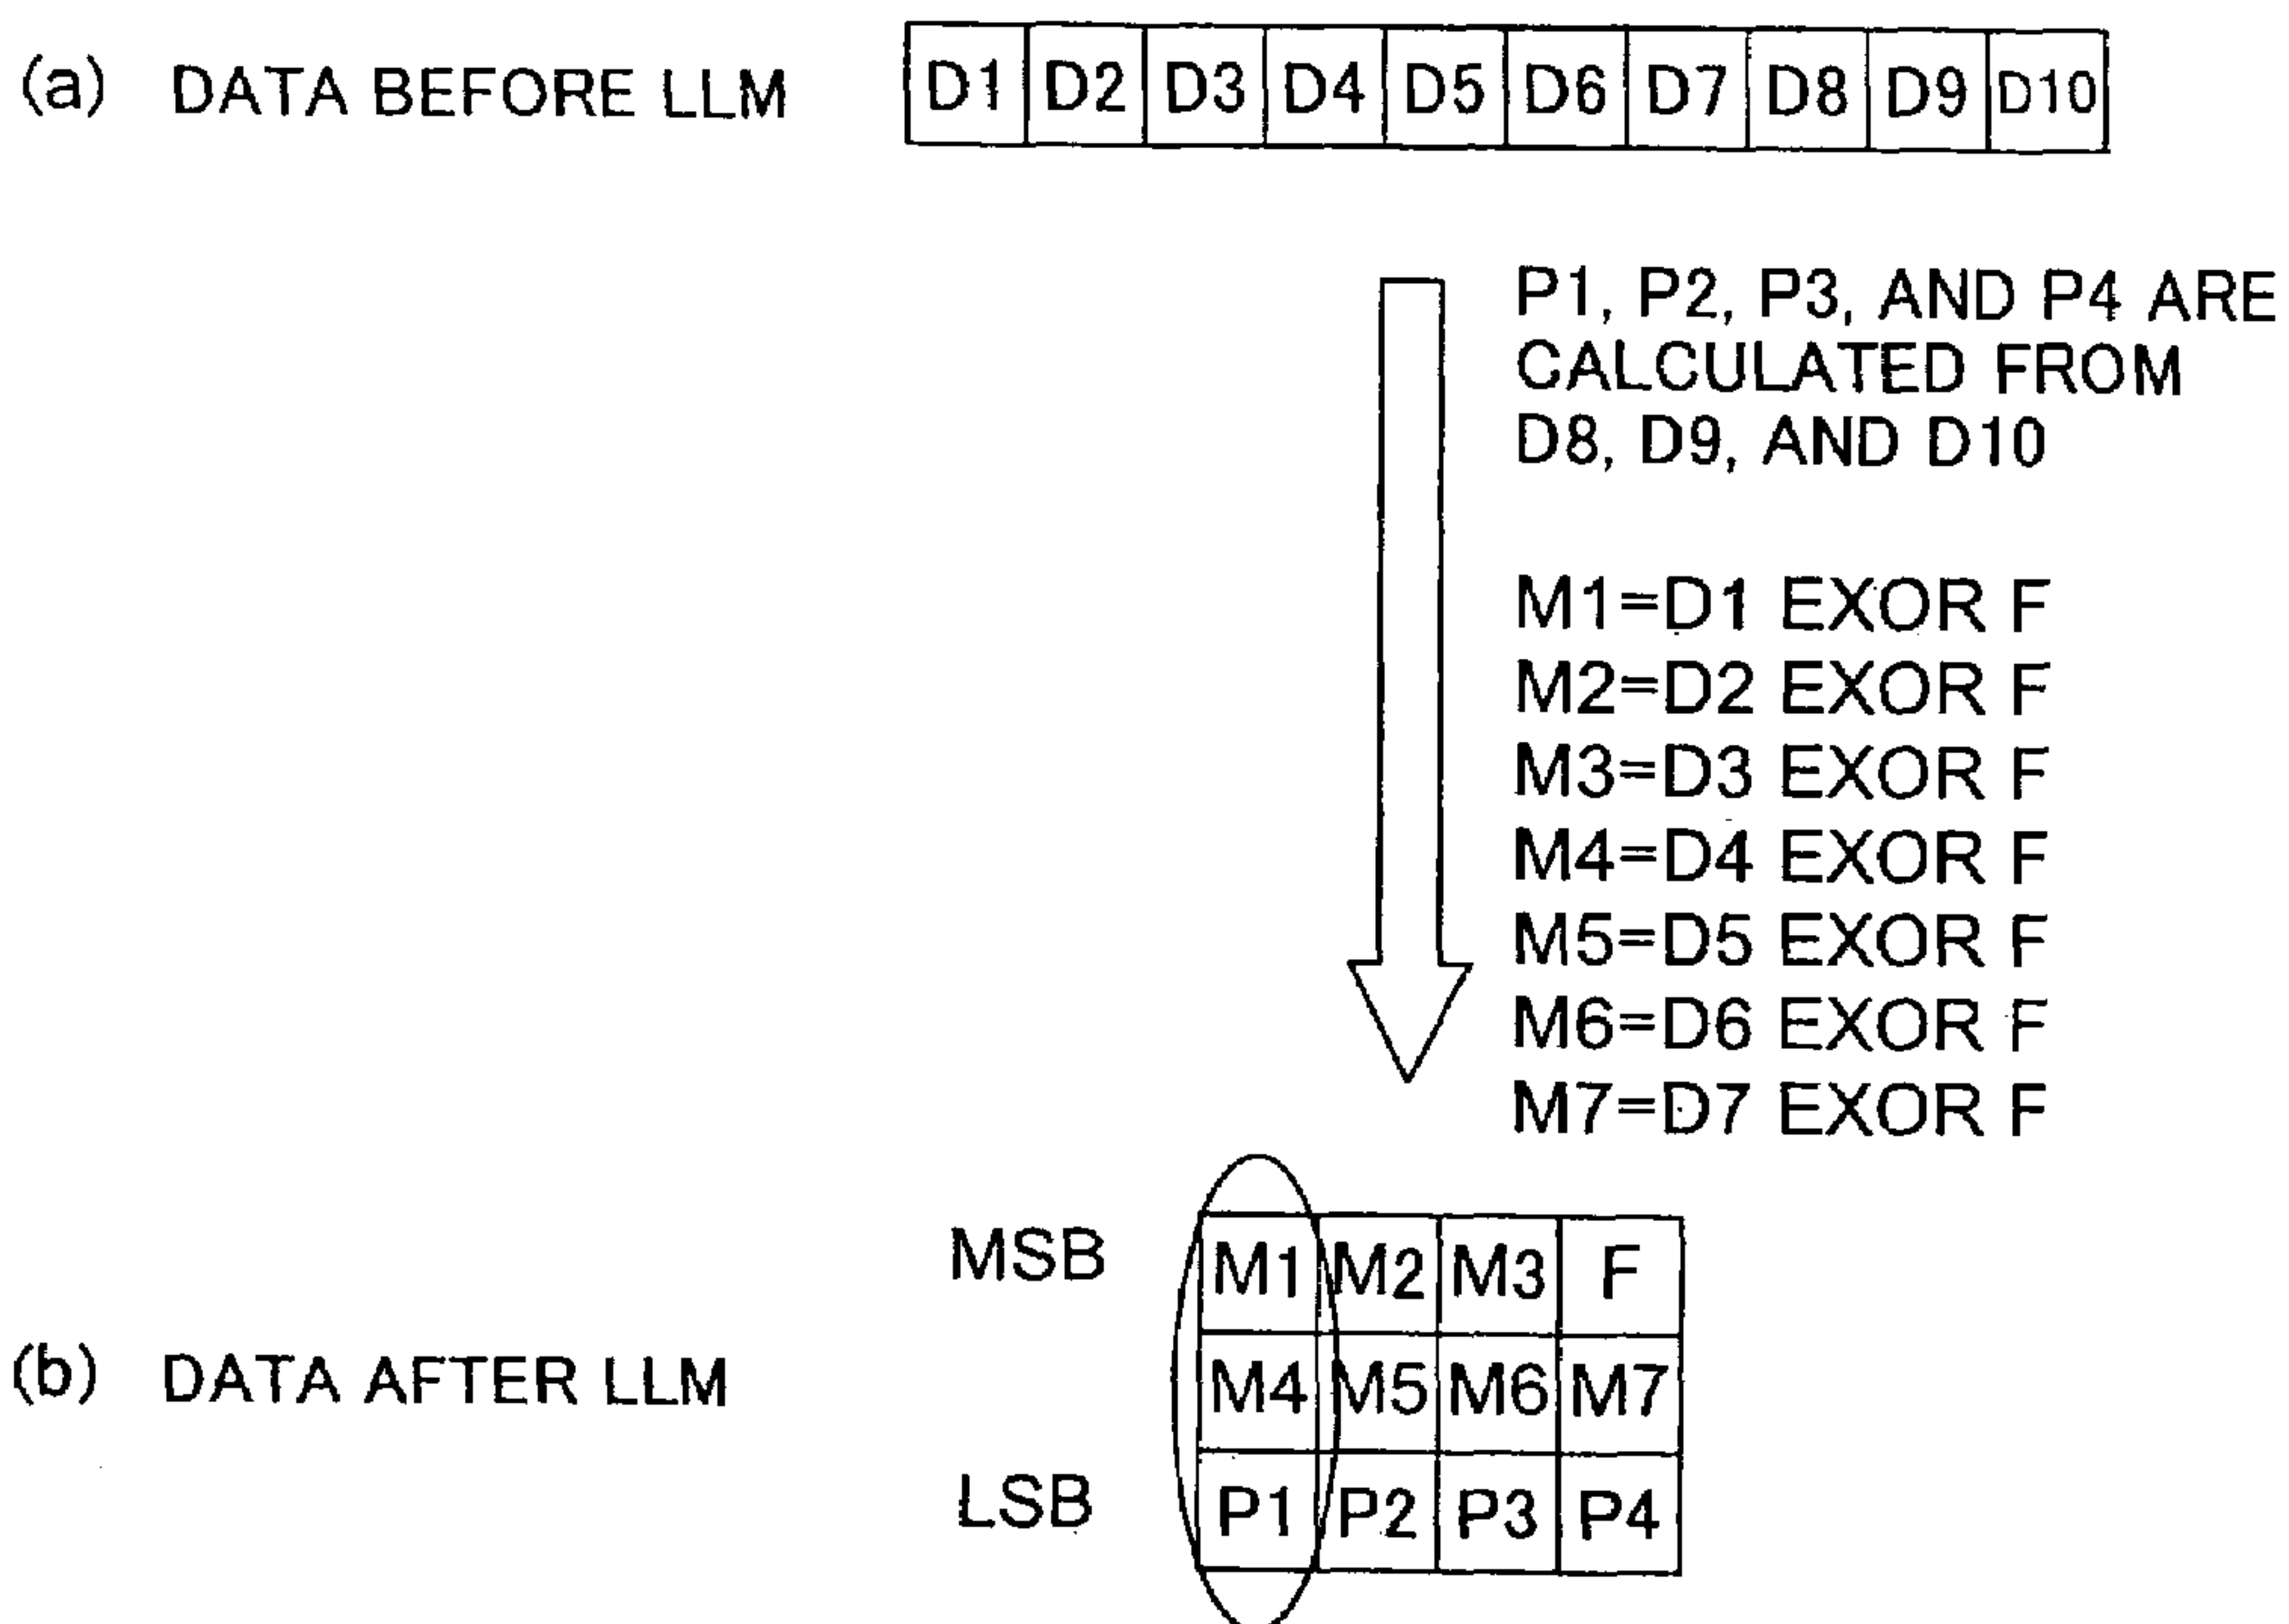 (a) DATA BEFORE LLM D1 D2 D3 D4 D5 D6 D7 D8 D9 D10
P1, P2, P3, AND P4 ARE
CALCULATED FROM
D8, D9, AND D10
M1=D1 EXOR F
M2=D2 EXOR F
M3=D3 EXOR F
M4=D4 EXOR F
M5=D5 EXOR F
M6=D6 EXOR F
M7=D7 EXOR F
MSB M1 M2 M3 F
(b) DATA AFTER LLM M4 M5 M6 M7
LSB P1 P2 P3 P4